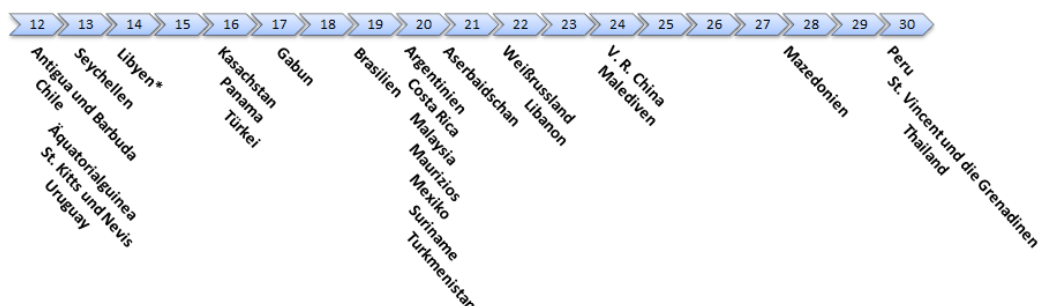 12 13 14 15 16 17 18 19 20 21 22 23 24 25 26 27 28 29 30
Antigua und Barbuda
Chile
Äquatorialguinea
St. Kitts und Nevis
Uruguay
Seychellen
Libyen*
Kasachstan
Panama
Türkei
Gabun
Brasilien
Argentinien
Costa Rica
Malaysia
Maurizios
Mexiko
Suriname
Turkmenistan
Aserbaidschan
Weißrussland
Libanon
V. R. China
Malediven
Mazedonien
Peru
St. Vincent und die Grenadinen
Thailand